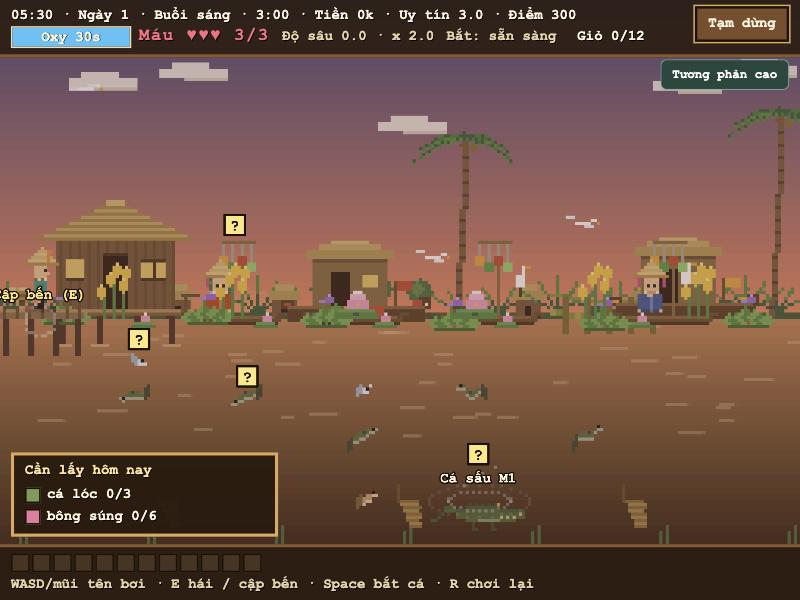 05:30 · Ngày 1 · Buổi sáng · 3:00 · Tiền 0k · Uy tín 3.0 · Điểm 300
Tạm dừng
Oxy 30s Máu ♥♥♥ 3/3 Độ sâu 0.0 · x 2.0 Bắt: sẵn sàng Giỏ 0/12
Tương phản cao
?
Cập bến (E)
?
?
?
Cá sấu M1
Cần lấy hôm nay
cá lóc 0/3
bông súng 0/6
WASD/mũi tên bơi · E hái / cập bến · Space bắt cá · R chơi lại